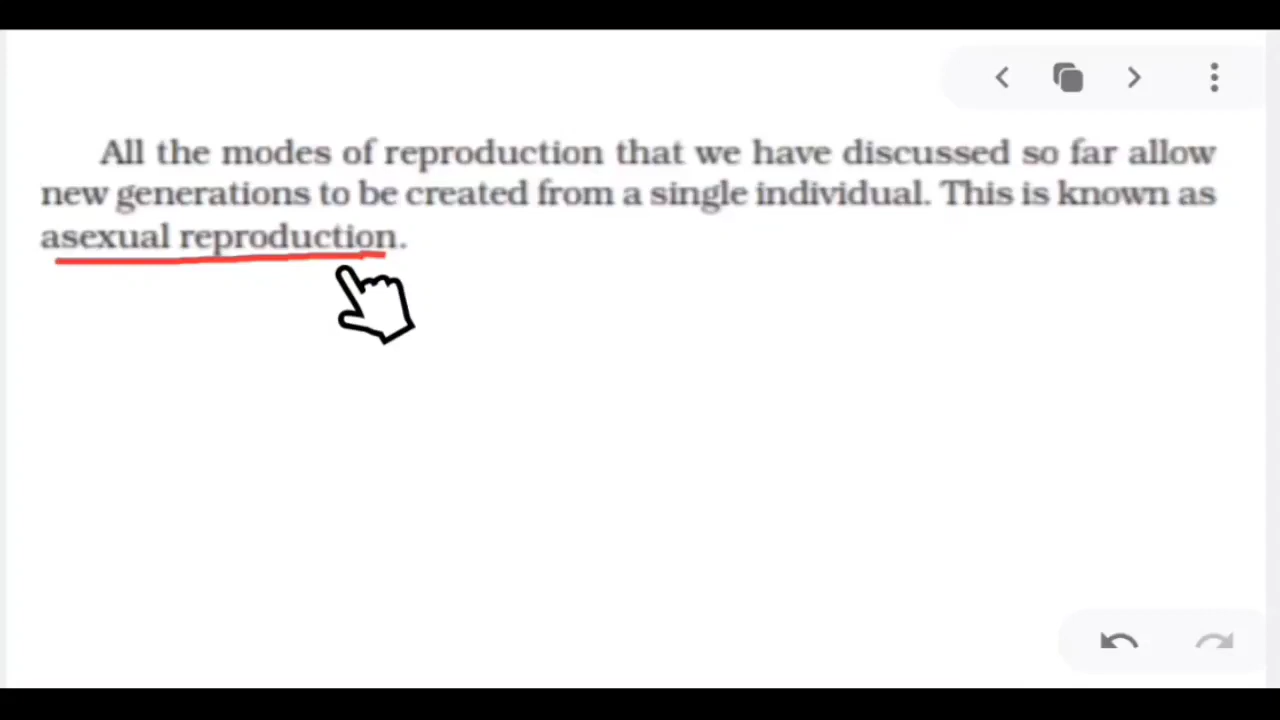 All the modes of reproduction that we have discussed so far allow
new generations to be created from a single individual. This is known as
asexual reproduction.